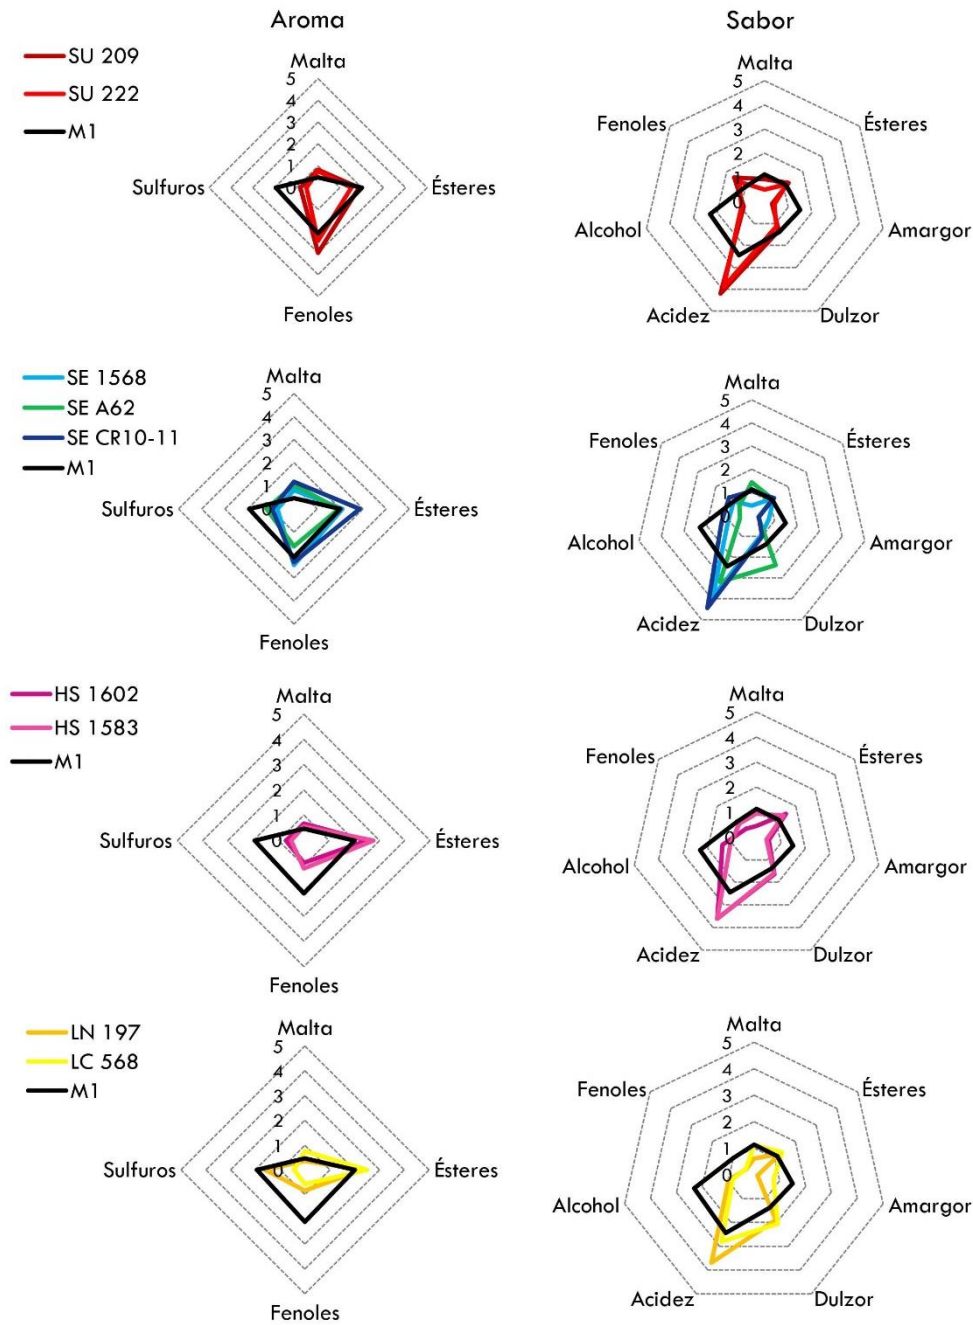 Aroma
Sabor
SU 209
SU 222
M1
Malta
5
4
3
2
1
0
Sulfuros
Ésteres
Fenoles
Malta
5
4
3
2
1
0
Fenoles
Ésteres
Alcohol
Amargor
Acidez
Dulzor
SE 1568
SE A62
SE CR10-11
M1
Malta
5
4
3
2
1
0
Sulfuros
Ésteres
Fenoles
Malta
5
4
3
2
1
0
Fenoles
Ésteres
Alcohol
Amargor
Acidez
Dulzor
HS 1602
HS 1583
M1
Malta
5
4
3
2
1
0
Sulfuros
Ésteres
Fenoles
Malta
5
4
3
2
1
0
Fenoles
Ésteres
Alcohol
Amargor
Acidez
Dulzor
LN 197
LC 568
M1
Malta
5
4
3
2
1
0
Sulfuros
Ésteres
Fenoles
Malta
5
4
3
2
1
0
Fenoles
Ésteres
Alcohol
Amargor
Acidez
Dulzor